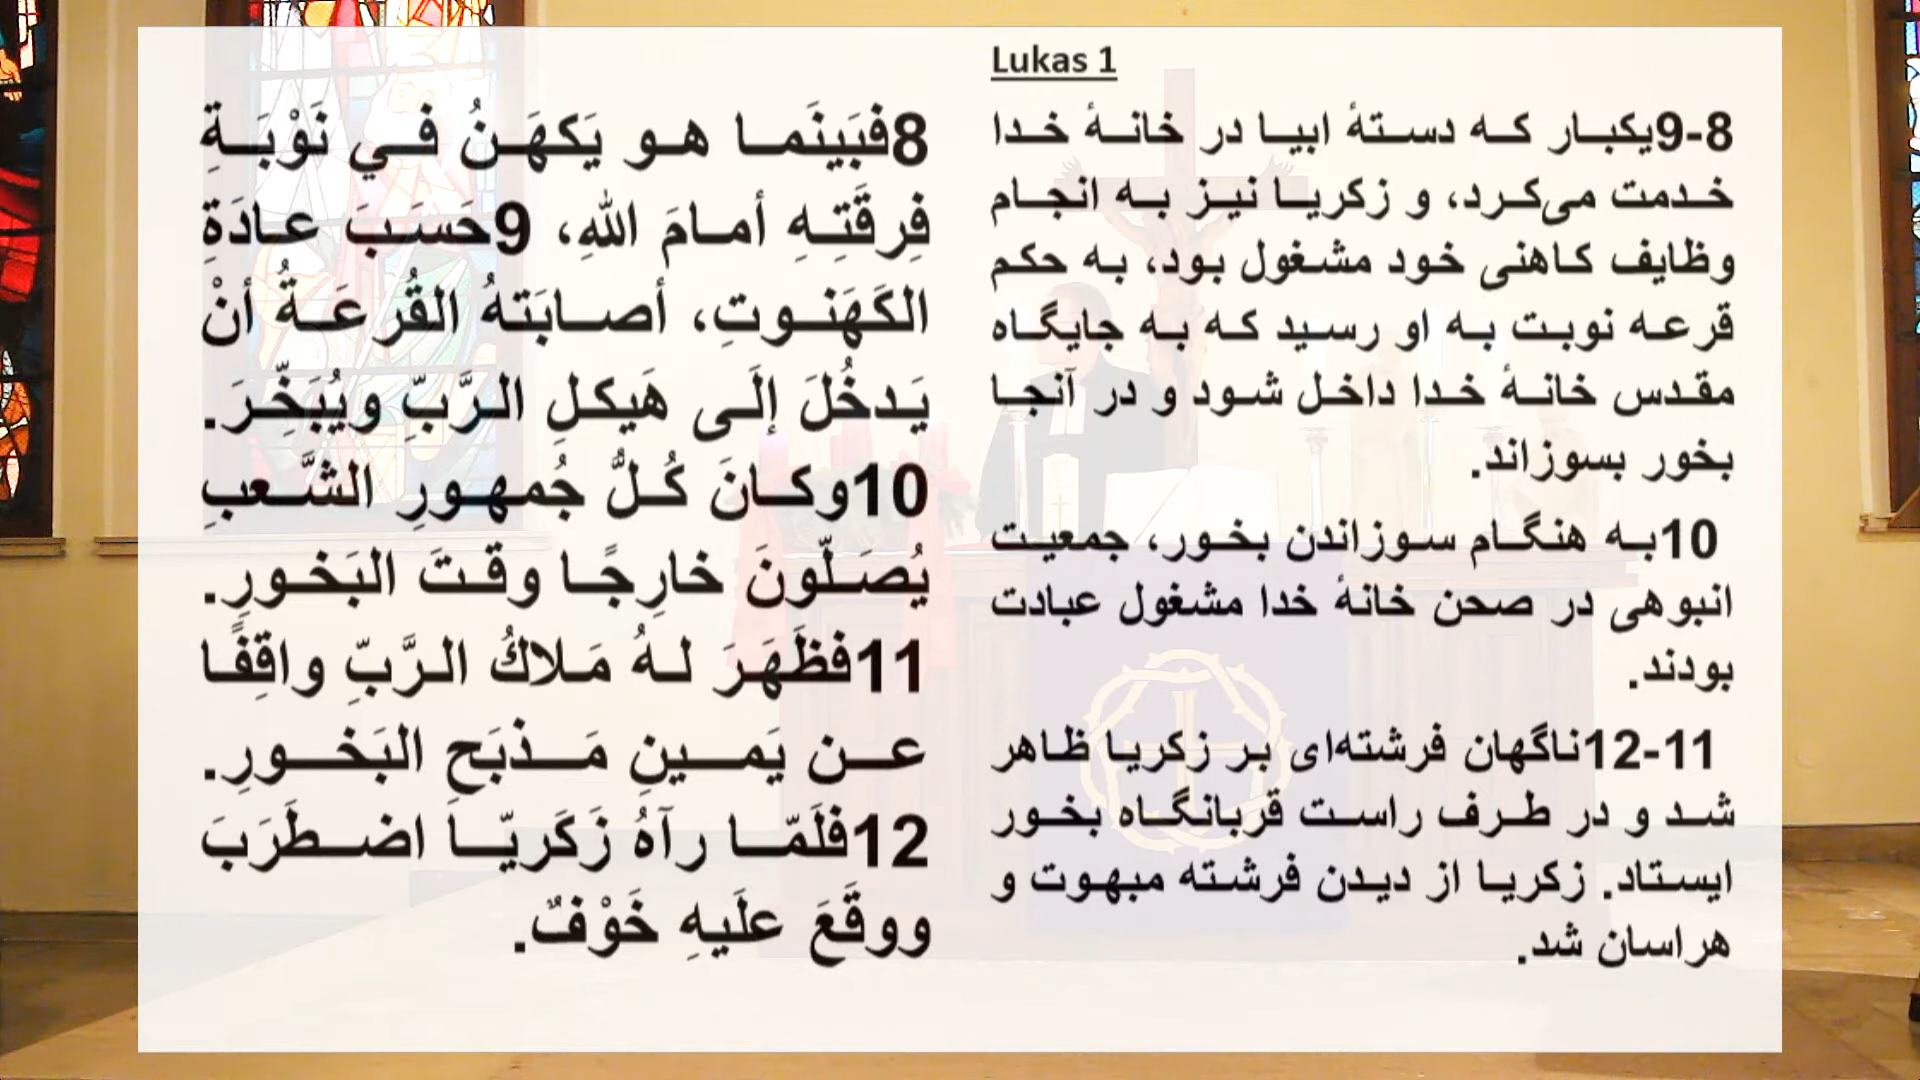 Lukas 1
8-9یکبار که دستهٔ ابیا در خانهٔ خدا
خدمت می‌کرد، و زکریا نیز به انجام
وظایف کاهنی خود مشغول بود، به حکم
قرعه نوبت به او رسید که به جایگاه
مقدس خانهٔ خدا داخل شود و در آنجا
بخور بسوزاند.
10به هنگام سوزاندن بخور، جمعیت
انبوهی در صحن خانهٔ خدا مشغول عبادت
بودند.
11-12ناگهان فرشته‌ای بر زکریا ظاهر
شد و در طرف راست قربانگاه بخور
ایستاد. زکریا از دیدن فرشته مبهوت و
هراسان شد.
8فبَينَما هو يَكهَنُ في نَوْبَةِ
فِرقَتِهِ أمامَ اللهِ، 9حَسَبَ عادَةِ
الكَهَنوتِ، أصابَتهُ القُرعَةُ أنْ
يَدخُلَ إلَى هَيكلِ الرَّبِّ ويُبَخِّرَ.
10وكانَ كُلُّ جُمهورِ الشَّعبِ
يُصَلّونَ خارِجًا وقتَ البَخورِ.
11فظَهَرَ لهُ مَلاكُ الرَّبِّ واقِفًا
عن يَمينِ مَذبَحِ البَخورِ.
12فلَمّا رآهُ زَكَريّا اضطَرَبَ
ووقَعَ علَيهِ خَوْفٌ.